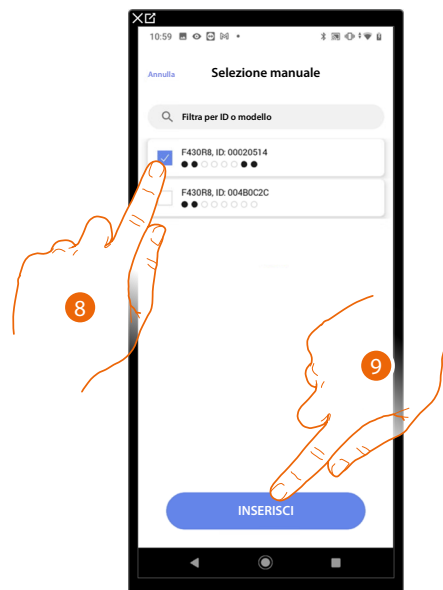 10:59
Annulla
Selezione manuale
Filtra per ID o modello
F430R8, ID: 00020514
F430R8, ID: 004B0C2C
8
9
INSERISCI